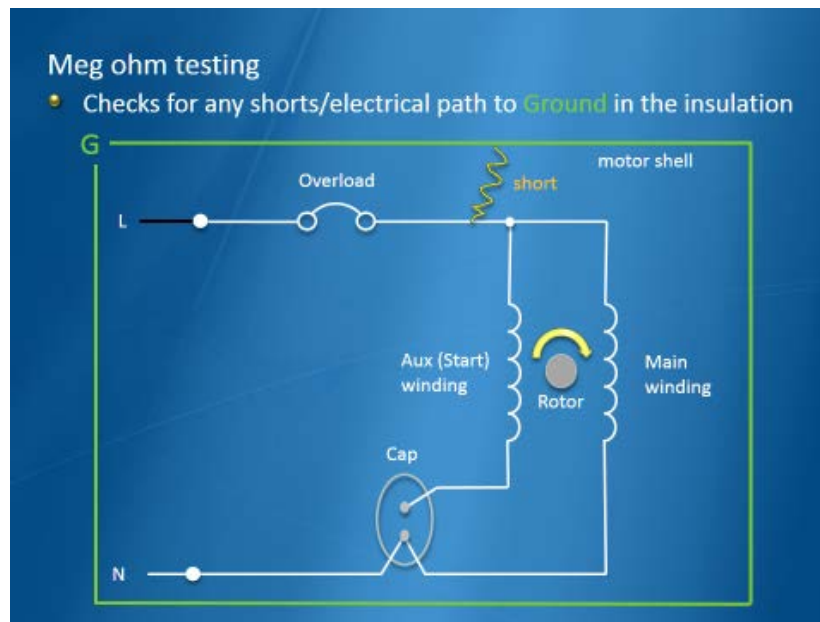 Meg ohm testing
Checks for any shorts/electrical path to Ground in the insulation
G
motor shell
Overload
short
L
Aux (Start)
winding
Main
winding
Rotor
Cap
N